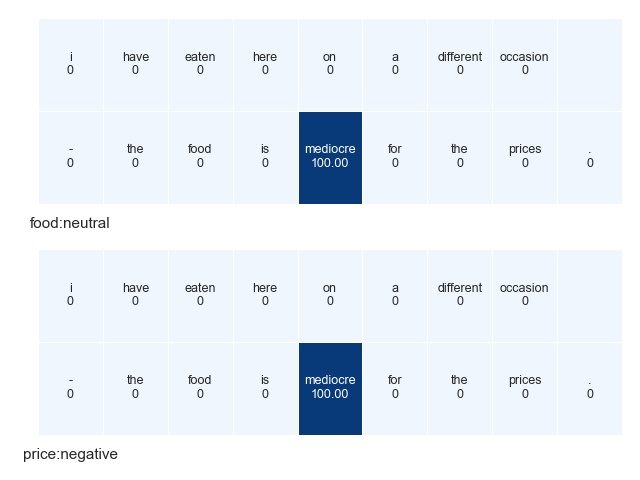 i have eaten here on a different occasion
0 0 0 0 0 0 0 0
- the food is mediocre for the prices .
0 0 0 0 100.00 0 0 0 0
food:neutral
i have eaten here on a different occasion
0 0 0 0 0 0 0 0
- the food is mediocre for the prices .
0 0 0 0 100.00 0 0 0 0
price:negative